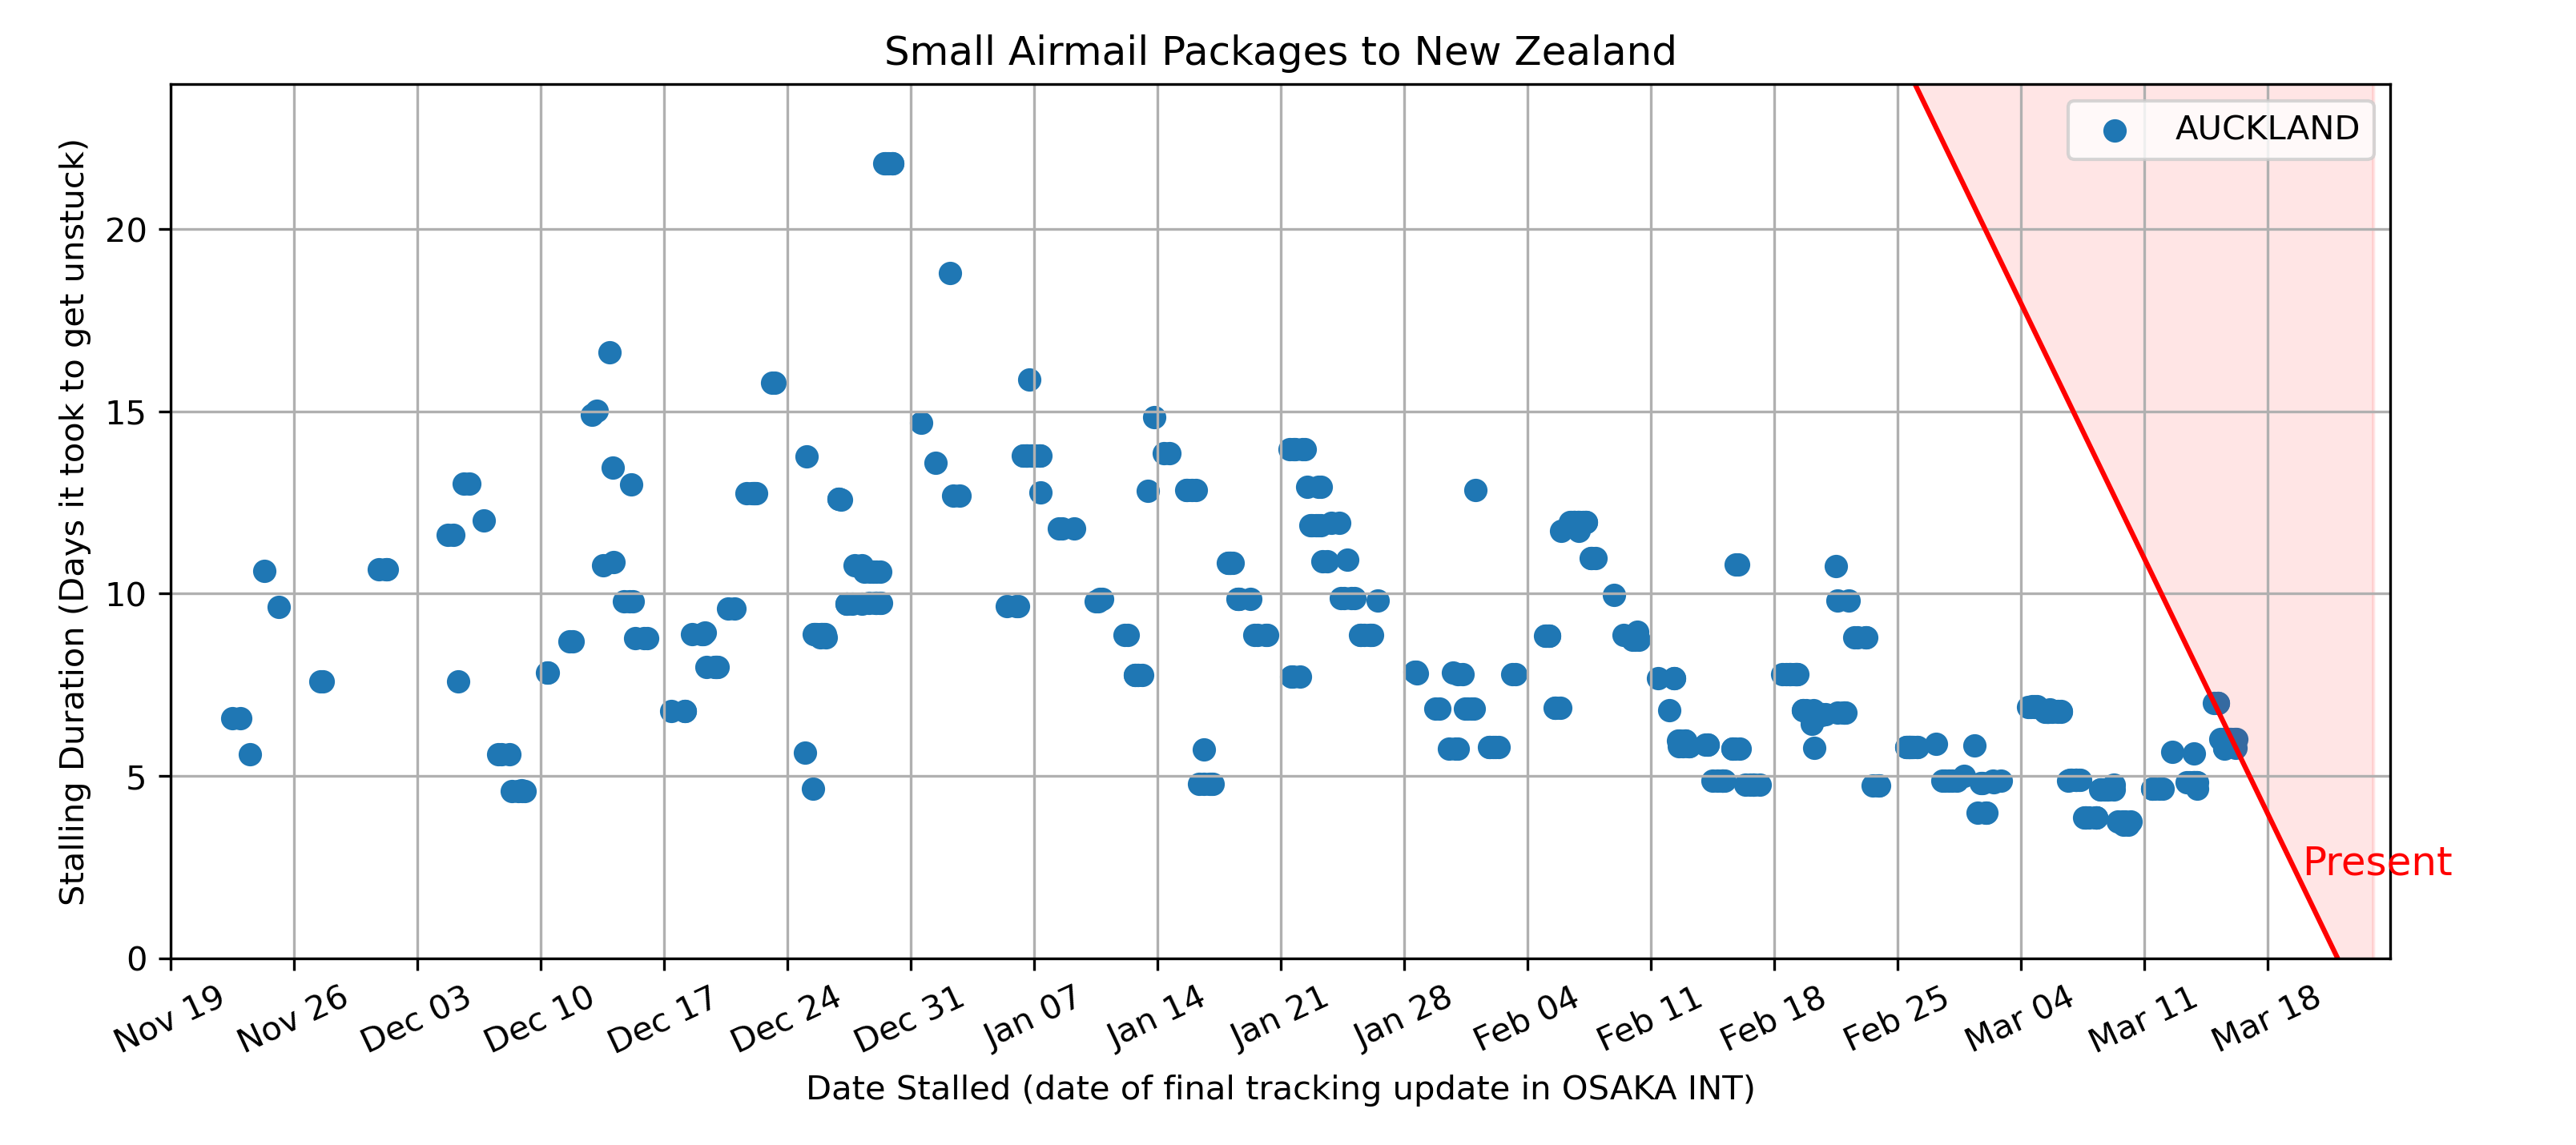 Small Airmail Packages to New Zealand
AUCKLAND
Stalling Duration (Days it took to get unstuck)
20
15
10
5
0
Present
Nov 19
Nov 26
Dec 03
Dec 10
Dec 17
Dec 24
Dec 31
Jan 07
Jan 14
Jan 21
Jan 28
Feb 04
Feb 11
Feb 18
Feb 25
Mar 04
Mar 11
Mar 18
Date Stalled (date of final tracking update in OSAKA INT)